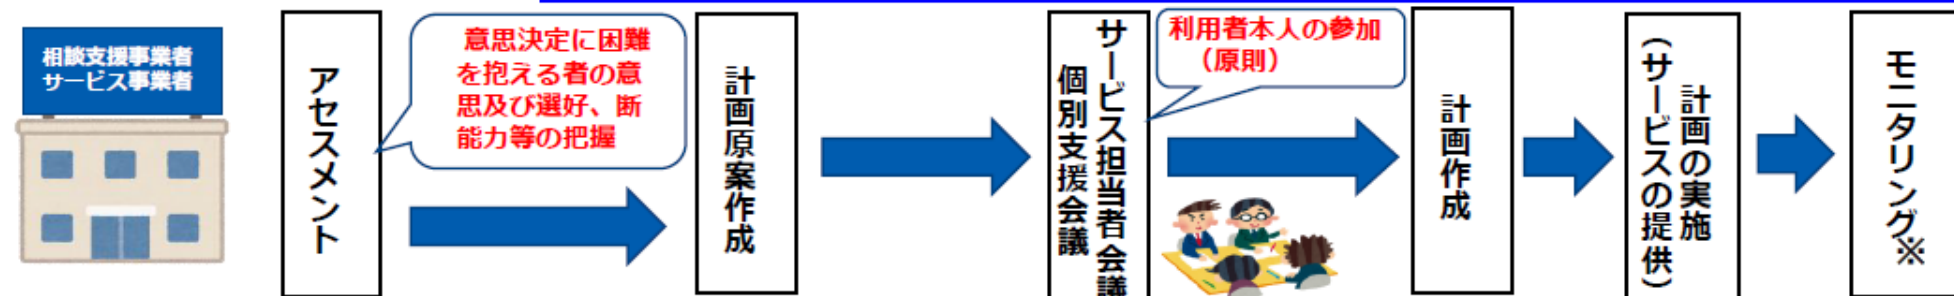 相談支援事業者
サービス事業者
アセスメント
意思決定に困難
を抱える者の意
思及び選好、断
能力等の把握
計画原案作成
サービス担当者会議
個別支援会議
利用者本人の参加
（原則）
計画作成
計画の実施
（サービスの提供）
モニタリング※